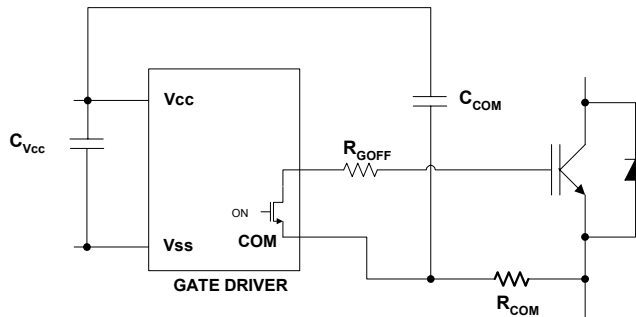 Vcc
C_COM
C_Vcc
R_GOFF
ON
COM
Vss
GATE DRIVER
R_COM